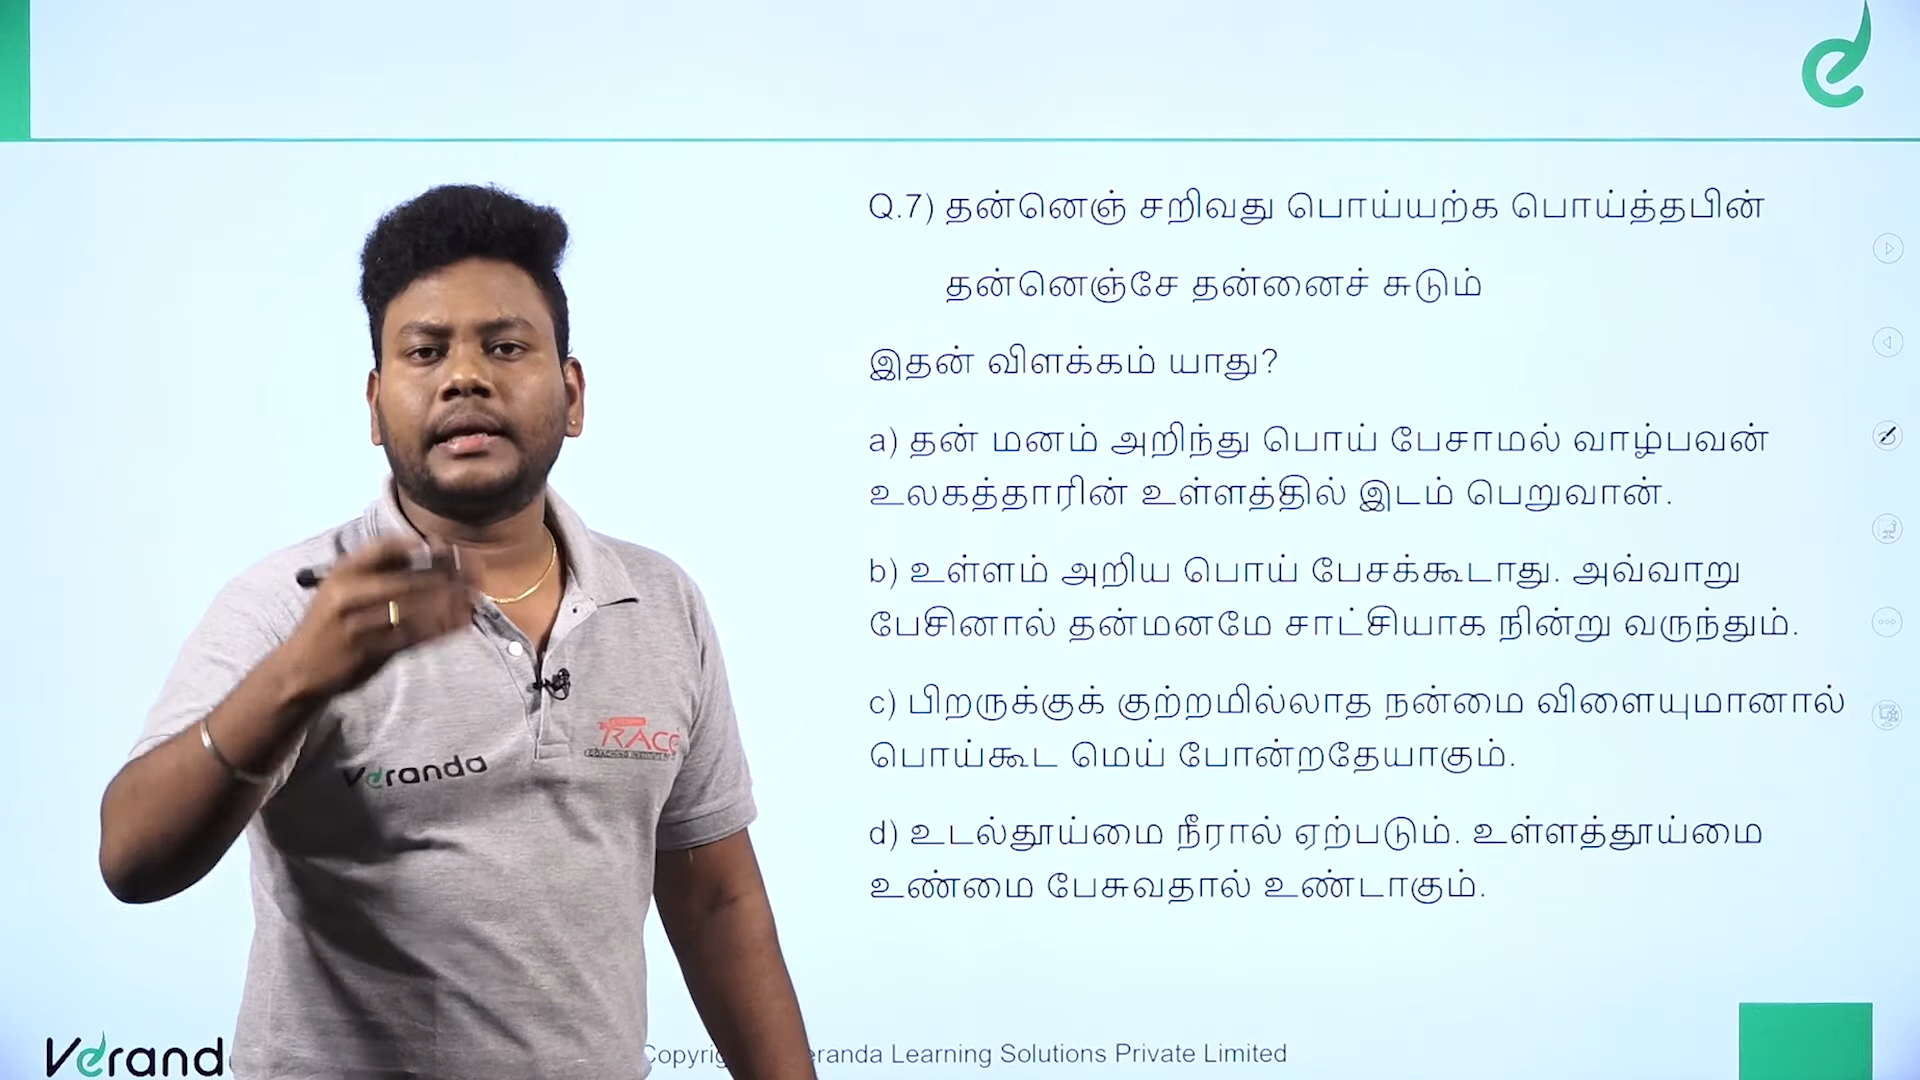 Q.7) தன்னெஞ் சறிவது பொய்யற்க பொய்த்தபின்
தன்னெஞ்சே தன்னைச் சுடும்
இதன் விளக்கம் யாது?
a) தன் மனம் அறிந்து பொய் பேசாமல் வாழ்பவன்
உலகத்தாரின் உள்ளத்தில் இடம் பெறுவான்.
b) உள்ளம் அறிய பொய் பேசக்கூடாது. அவ்வாறு
பேசினால் தன்மனமே சாட்சியாக நின்று வருந்தும்.
c) பிறருக்குக் குற்றமில்லாத நன்மை விளையுமானால்
பொய்கூட மெய் போன்றதேயாகும்.
d) உடல்தூய்மை நீரால் ஏற்படும். உள்ளத்தூய்மை
உண்மை பேசுவதால் உண்டாகும்.
Veranda
RACE
COACHING INSTITUTE
Verand
Copyrig eranda Learning Solutions Private Limited